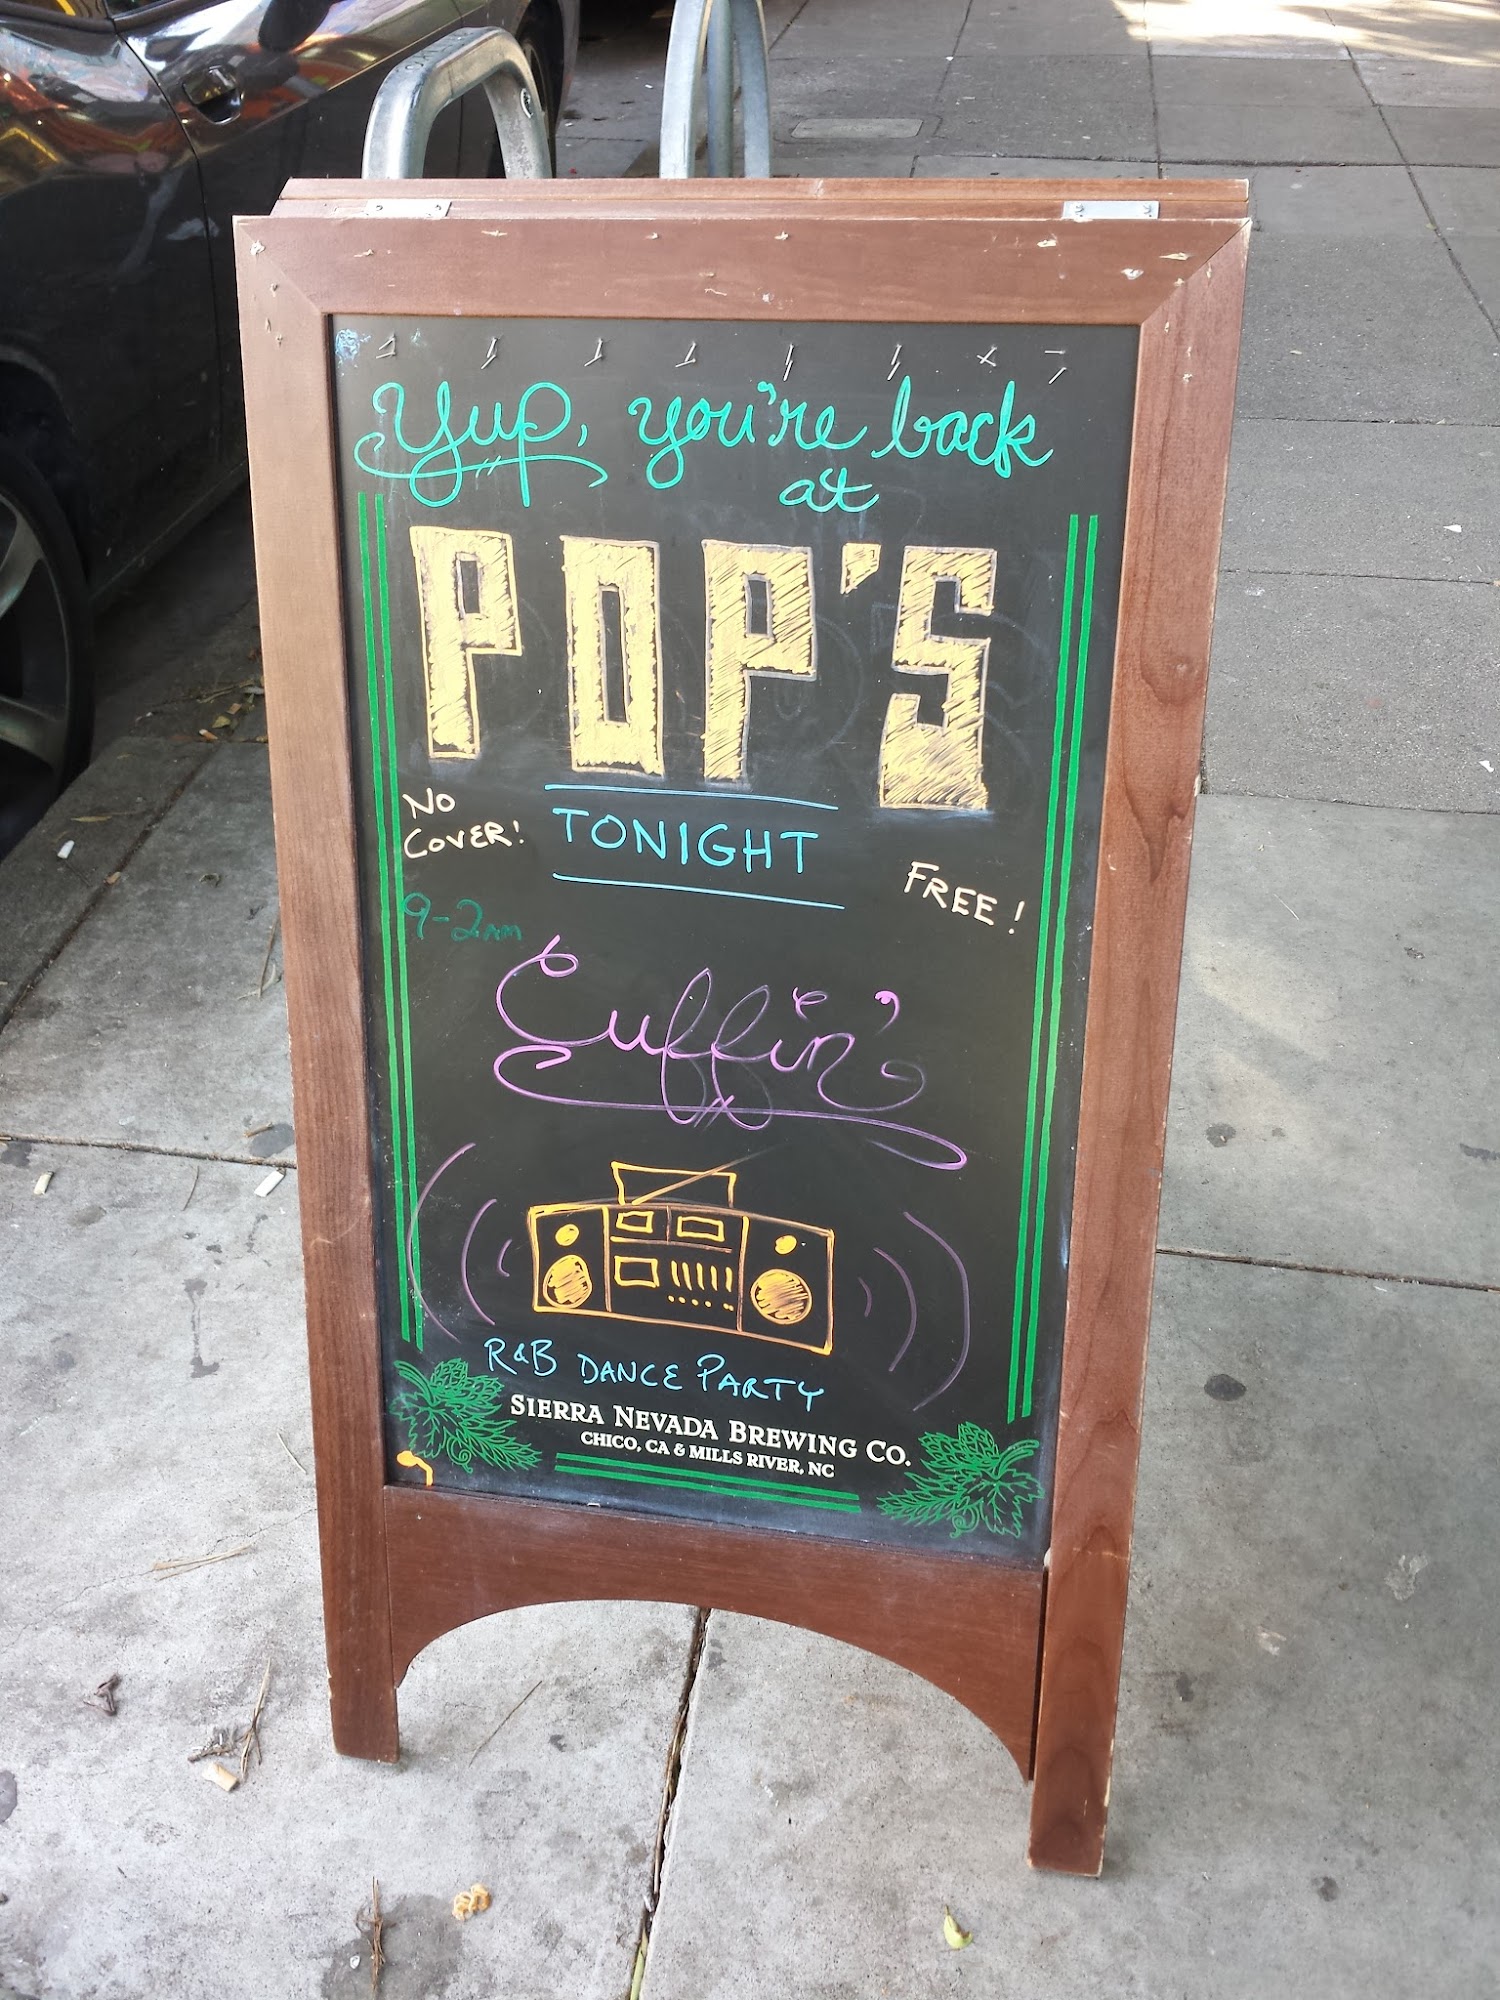 Yup, you're back
at
POP'S
NO
COVER!
TONIGHT
FREE!
9-2AM
Cuffin'
R&B DANCE PARTY
SIERRA NEVADA BREWING CO.
CHICO, CA & MILLS RIVER, NC